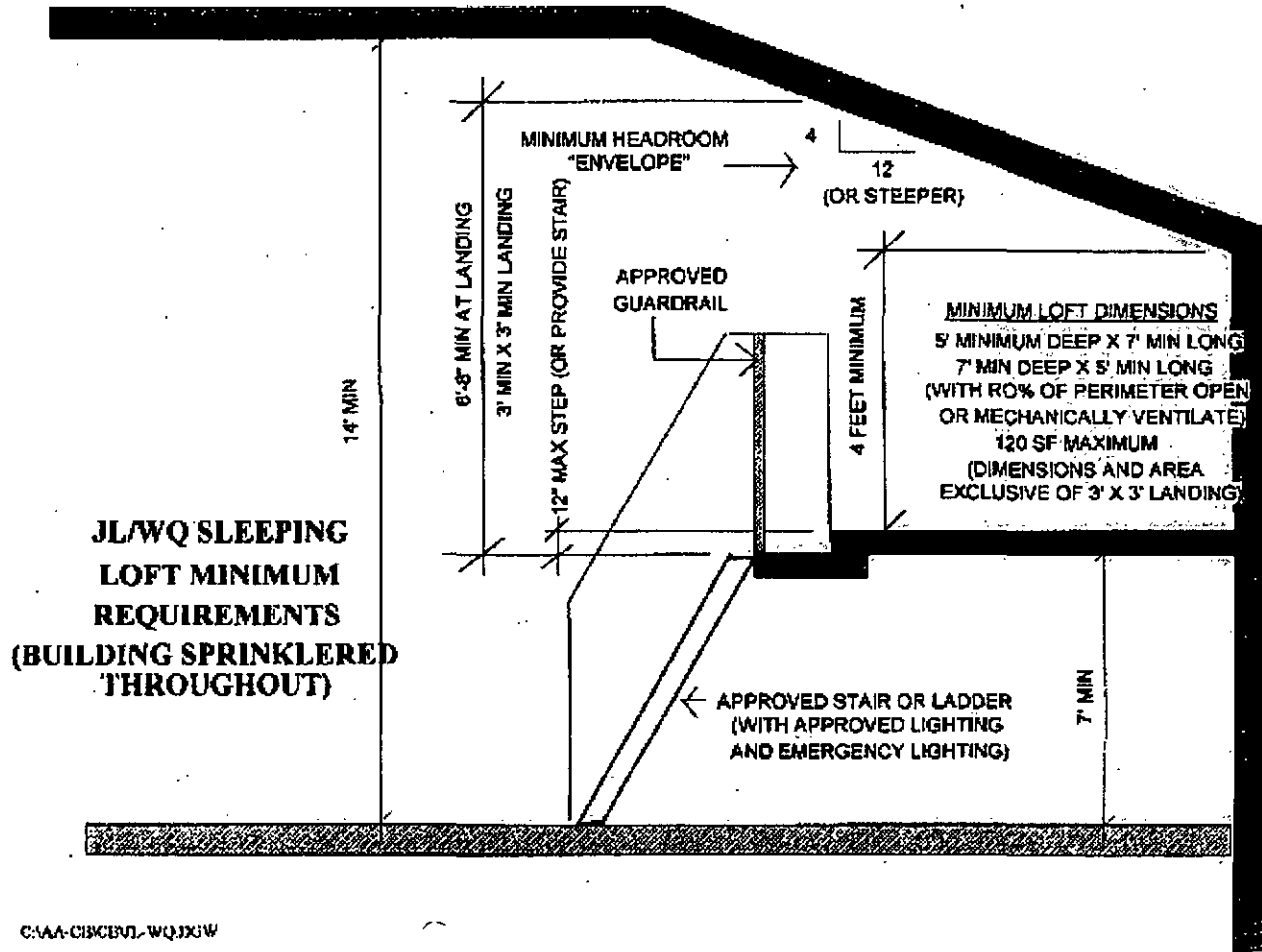 MINIMUM HEADROOM
"ENVELOPE"
4
12
(OR STEEPER)
14' MIN
6'-8" MIN AT LANDING
3' MIN X 3' MIN LANDING
12" MAX STEP (OR PROVIDE STAIR)
APPROVED
GUARDRAIL
4 FEET MINIMUM
MINIMUM LOFT DIMENSIONS
5' MINIMUM DEEP X 7' MIN LONG
7' MIN DEEP X 5' MIN LONG
(WITH RO% OF PERIMETER OPEN
OR MECHANICALLY VENTILATE)
120 SF MAXIMUM
(DIMENSIONS AND AREA
EXCLUSIVE OF 3' X 3' LANDING)
JL/WQ SLEEPING
LOFT MINIMUM
REQUIREMENTS
(BUILDING SPRINKLERED
THROUGHOUT)
APPROVED STAIR OR LADDER
(WITH APPROVED LIGHTING
AND EMERGENCY LIGHTING)
7' MIN